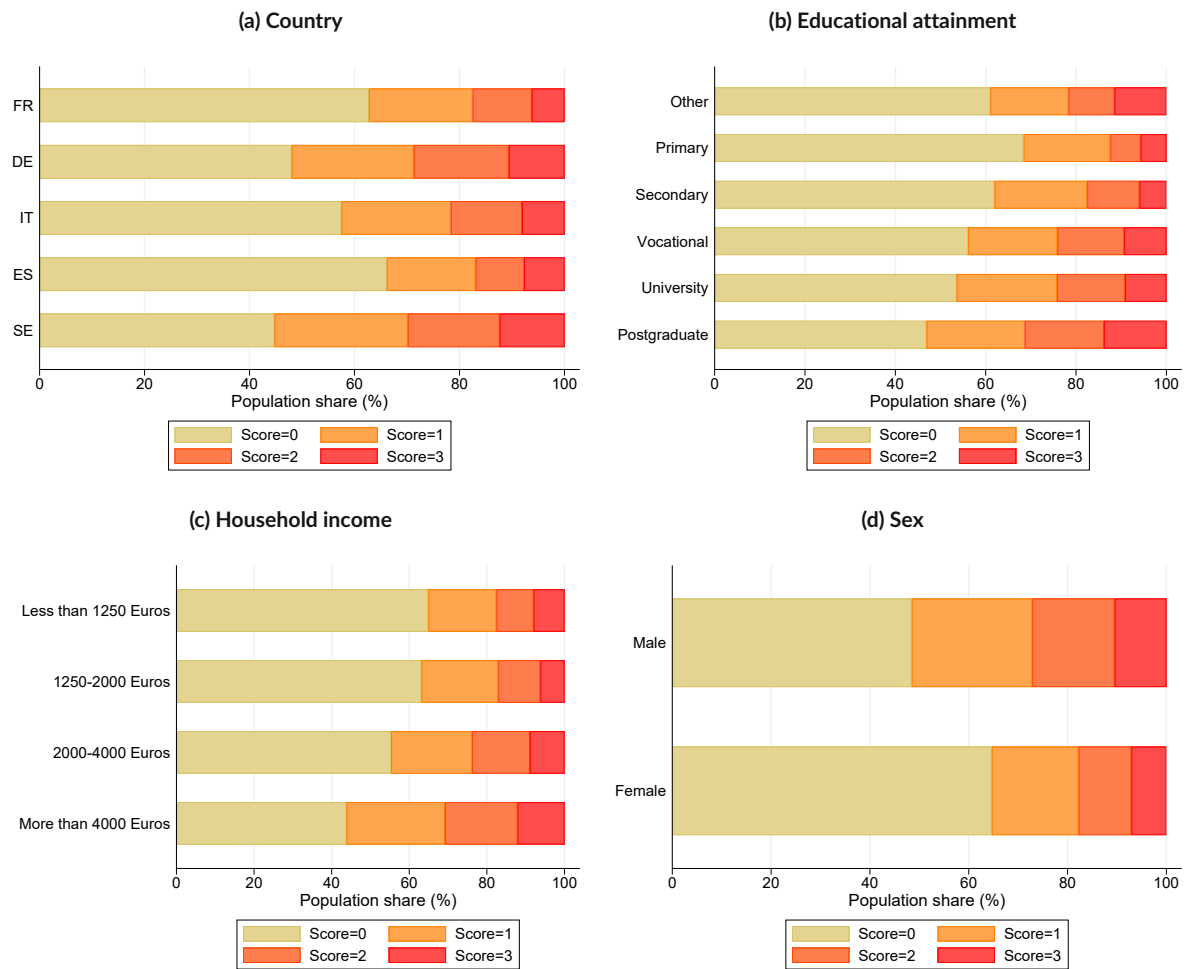 (a) Country
FR
DE
IT
ES
SE
0 20 40 60 80 100
Population share (%)
Score=0 Score=1
Score=2 Score=3
(b) Educational attainment
Other
Primary
Secondary
Vocational
University
Postgraduate
0 20 40 60 80 100
Population share (%)
Score=0 Score=1
Score=2 Score=3
(c) Household income
Less than 1250 Euros
1250-2000 Euros
2000-4000 Euros
More than 4000 Euros
0 20 40 60 80 100
Population share (%)
Score=0 Score=1
Score=2 Score=3
(d) Sex
Male
Female
0 20 40 60 80 100
Population share (%)
Score=0 Score=1
Score=2 Score=3